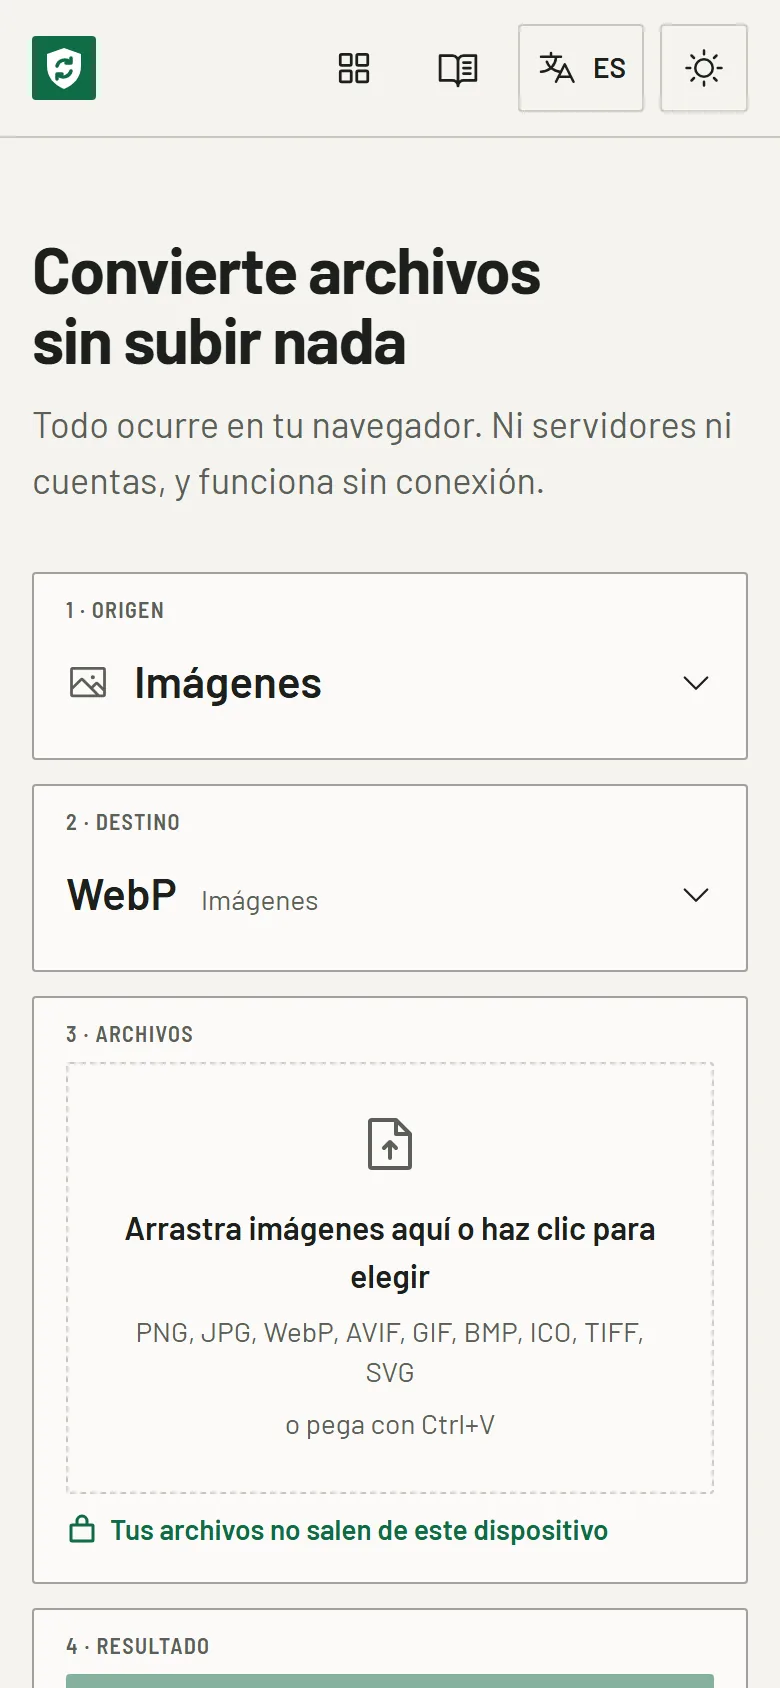 ES
Convierte archivos
sin subir nada
Todo ocurre en tu navegador. Ni servidores ni
cuentas, y funciona sin conexión.
1 · ORIGEN
Imágenes
2 · DESTINO
WebP Imágenes
3 · ARCHIVOS
Arrastra imágenes aquí o haz clic para
elegir
PNG, JPG, WebP, AVIF, GIF, BMP, ICO, TIFF,
SVG
o pega con Ctrl+V
Tus archivos no salen de este dispositivo
4 · RESULTADO